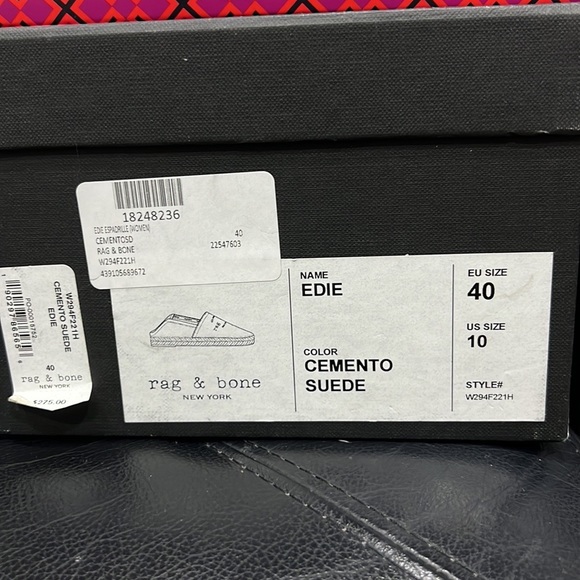 18248236
EDIE ESPADRILLE (WOMEN)
40
CEMENTOSD
22547603
RAG & BONE
W294F221H
439105689672
W294F221H
CEMENTO SUEDE
EDIE
40
rag & bone
NEW YORK
$275.00
rag & bone
NEW YORK
NAME
EDIE
COLOR
CEMENTO
SUEDE
EU SIZE
40
US SIZE
10
STYLE#
W294F221H